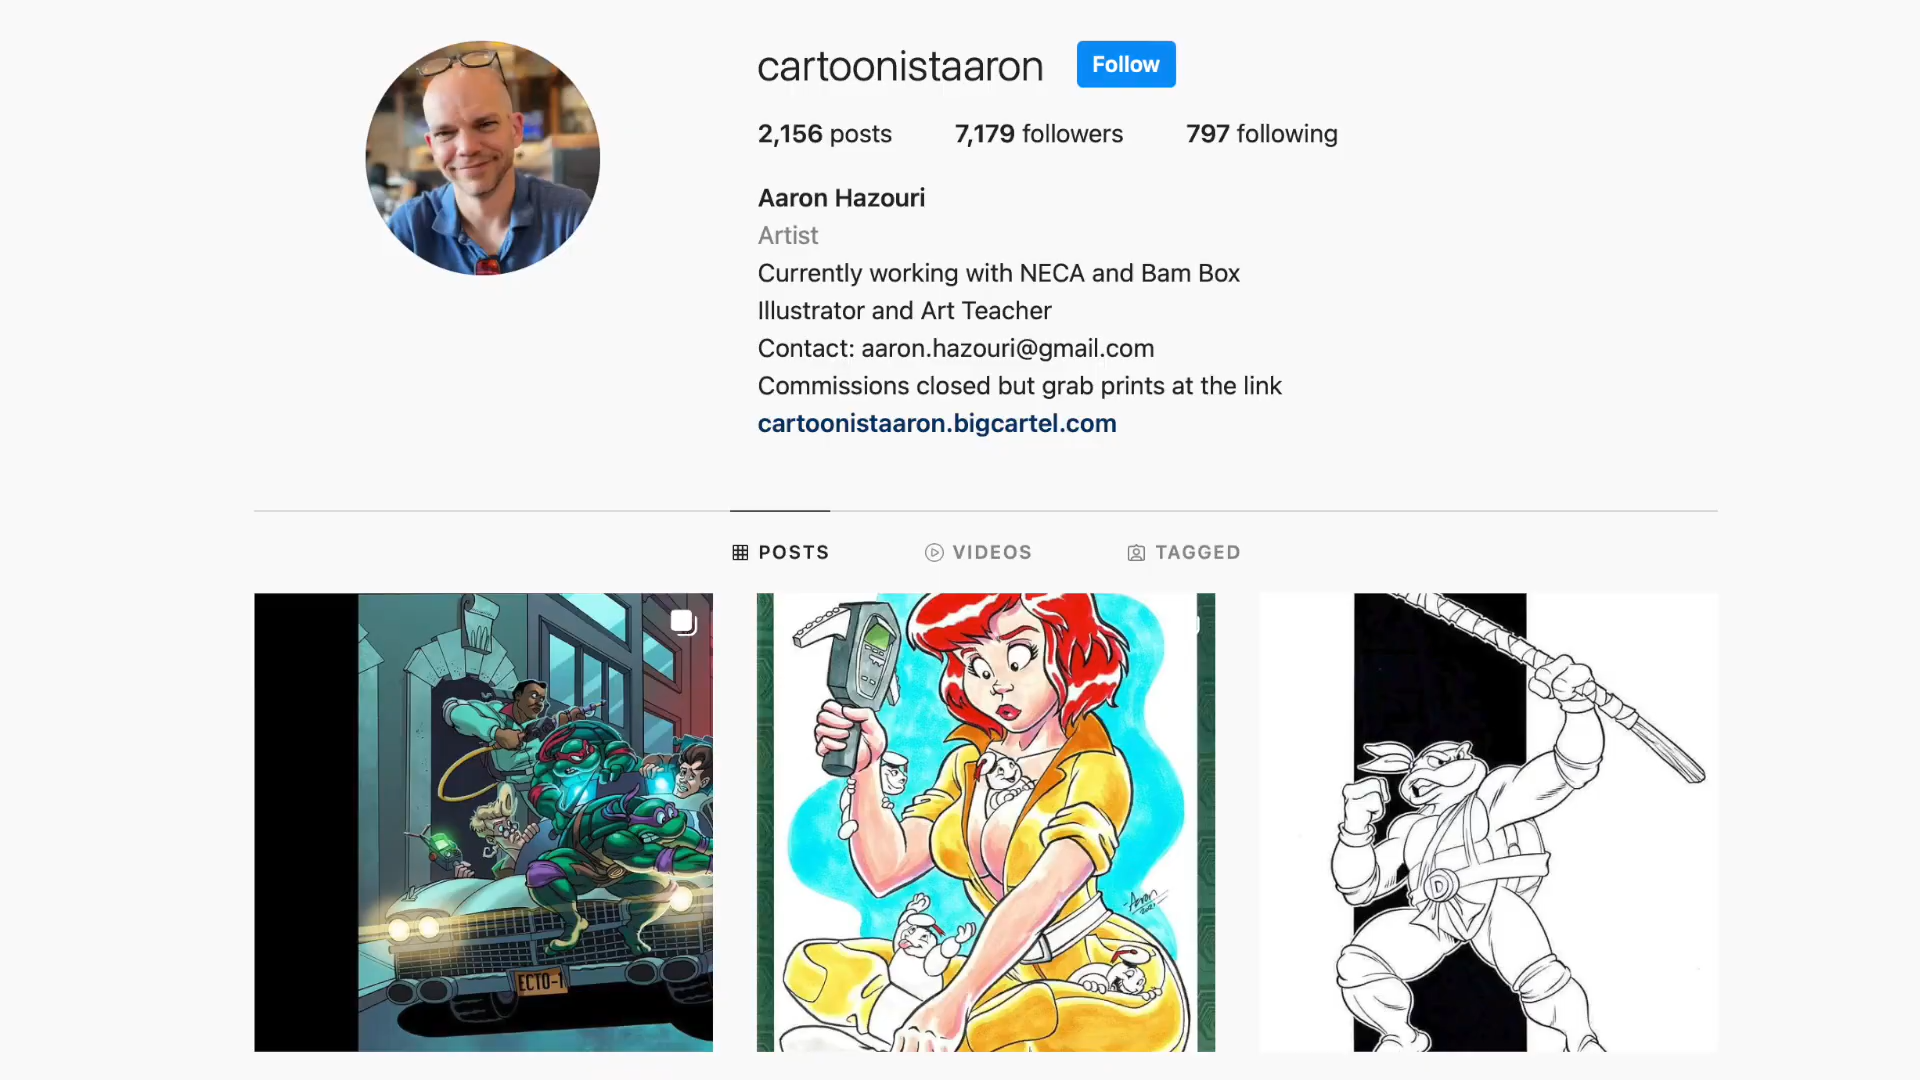 cartoonistaaron Follow
2,156 posts 7,179 followers 797 following
Aaron Hazouri
Artist
Currently working with NECA and Bam Box
Illustrator and Art Teacher
Contact: aaron.hazouri@gmail.com
Commissions closed but grab prints at the link
cartoonistaaron.bigcartel.com
POSTS VIDEOS TAGGED
ECTO-1
-Aaron
2021
D